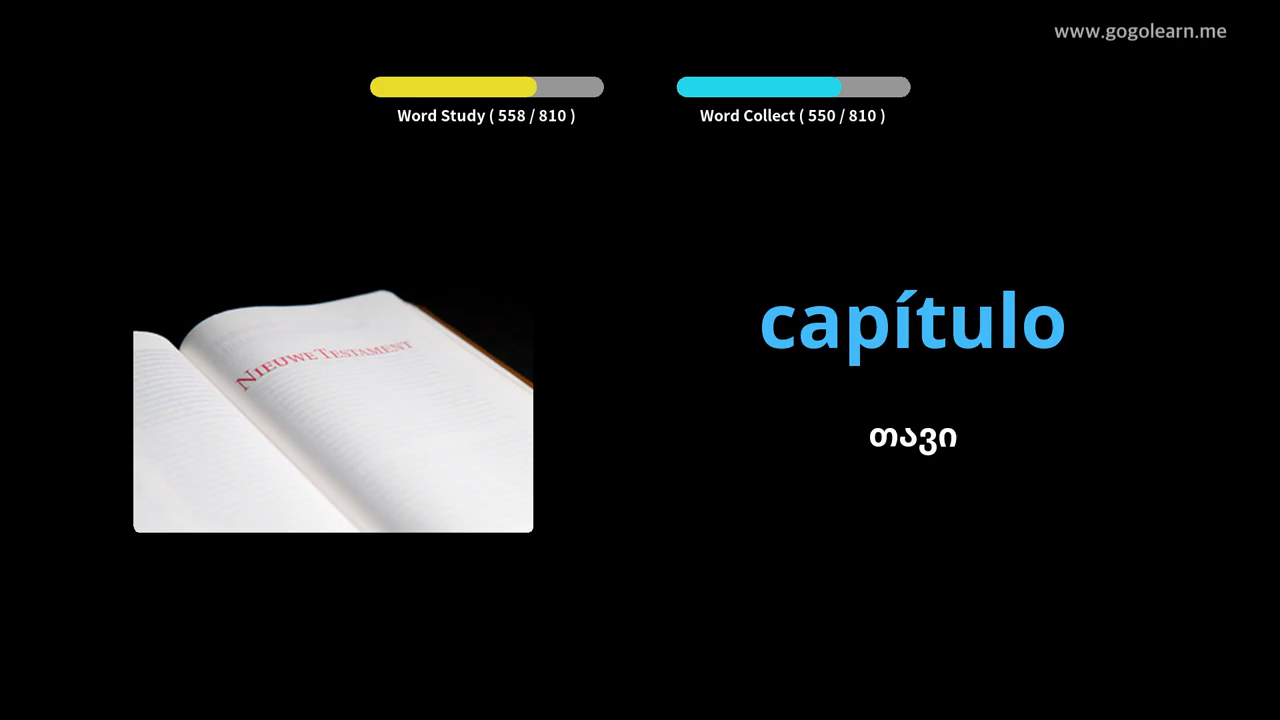 www.gogolearn.me
Word Study ( 558 / 810 )
Word Collect ( 550 / 810 )
NIEUWE TESTAMENT
capítulo
თავი